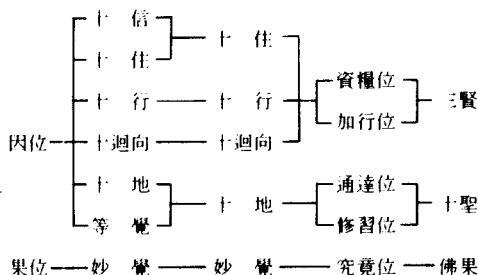 十信
十住
十住
十行 十行
資糧位
三賢
加行位
因位
十迴向 十迴向
十地
十地
通達位
十聖
等覺
修習位
果位 妙覺 妙覺 究竟位 佛果